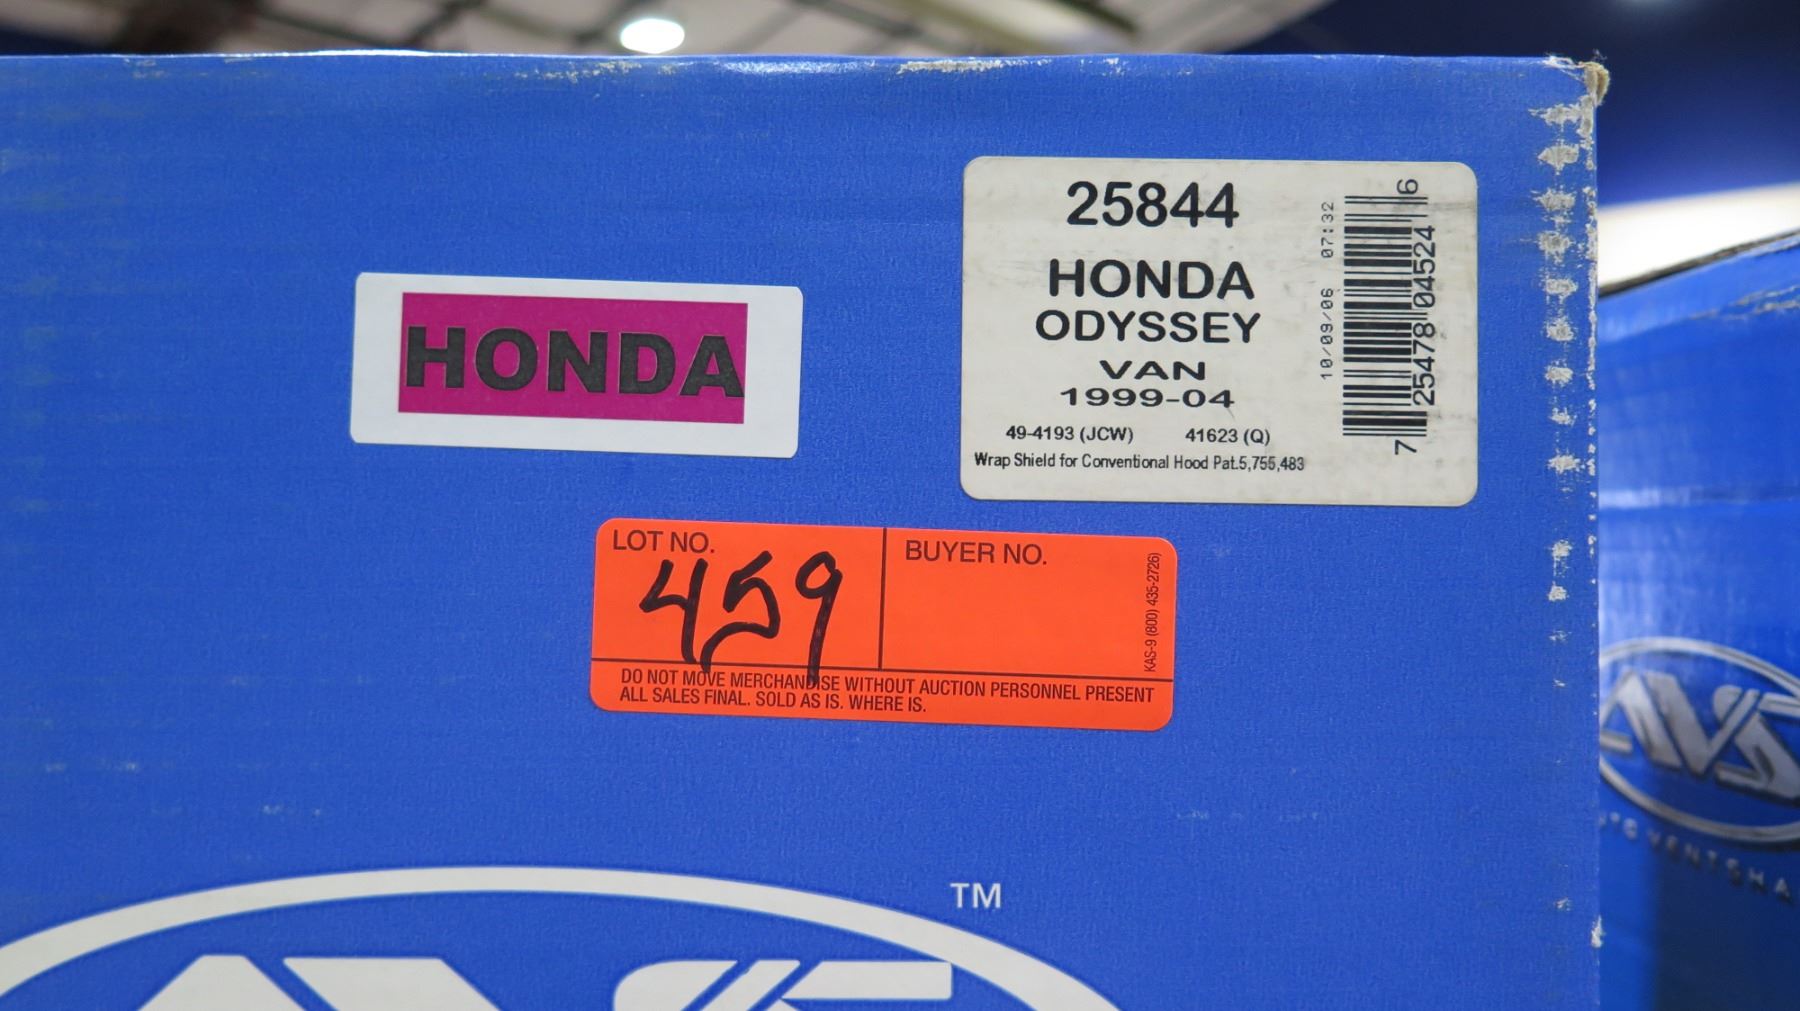 25844
HONDA
ODYSSEY
VAN
1999-04
49-4193 (JCW) 41623 (Q)
Wrap Shield for Conventional Hood Pat.5,755,483
10/09/06 07:32
7 25478 04524 6
HONDA
LOT NO. 459
BUYER NO.
KAS-9 (800) 435-2726)
DO NOT MOVE MERCHANDISE WITHOUT AUCTION PERSONNEL PRESENT
ALL SALES FINAL. SOLD AS IS. WHERE IS.
TM
AVS
AVS